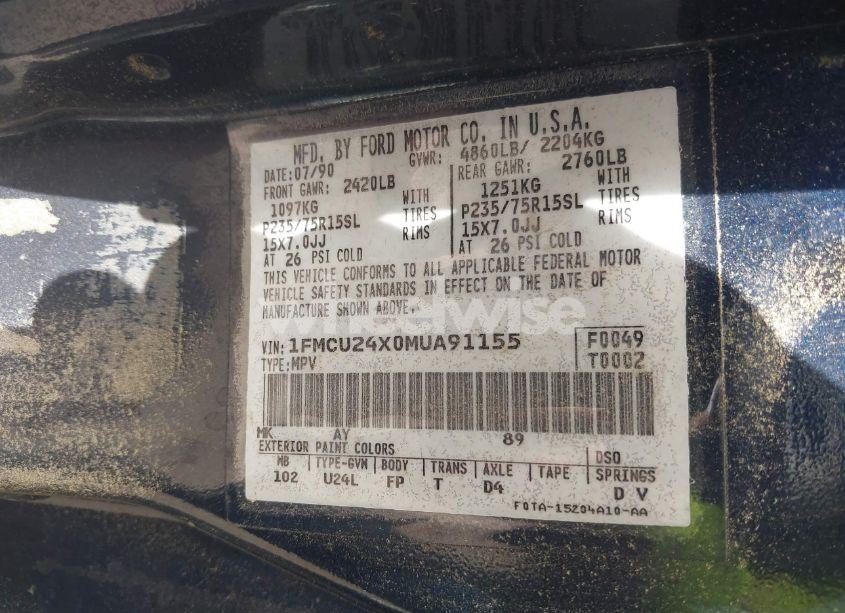 MFD. BY FORD MOTOR CO. IN U.S.A.
DATE: 07/90 GVWR: 4860LB/ 2204KG
FRONT GAWR: 2420LB REAR GAWR: 2760LB
1097KG WITH 1251KG WITH
P235/75R15SL TIRES P235/75R15SL TIRES
15X7.0JJ RIMS 15X7.0JJ RIMS
AT 26 PSI COLD AT 26 PSI COLD
THIS VEHICLE CONFORMS TO ALL APPLICABLE FEDERAL MOTOR
VEHICLE SAFETY STANDARDS IN EFFECT ON THE DATE OF
MANUFACTURE SHOWN ABOVE.
wheelwise
VIN: 1FMCU24X0MUA91155 F0049
TYPE: MPV T0002
MK AY 89
EXTERIOR PAINT COLORS DSO
MB TYPE-GVM BODY TRANS AXLE TAPE SPRINGS
102 U24L FP T D4 D V
F0TA-15204A10-AA